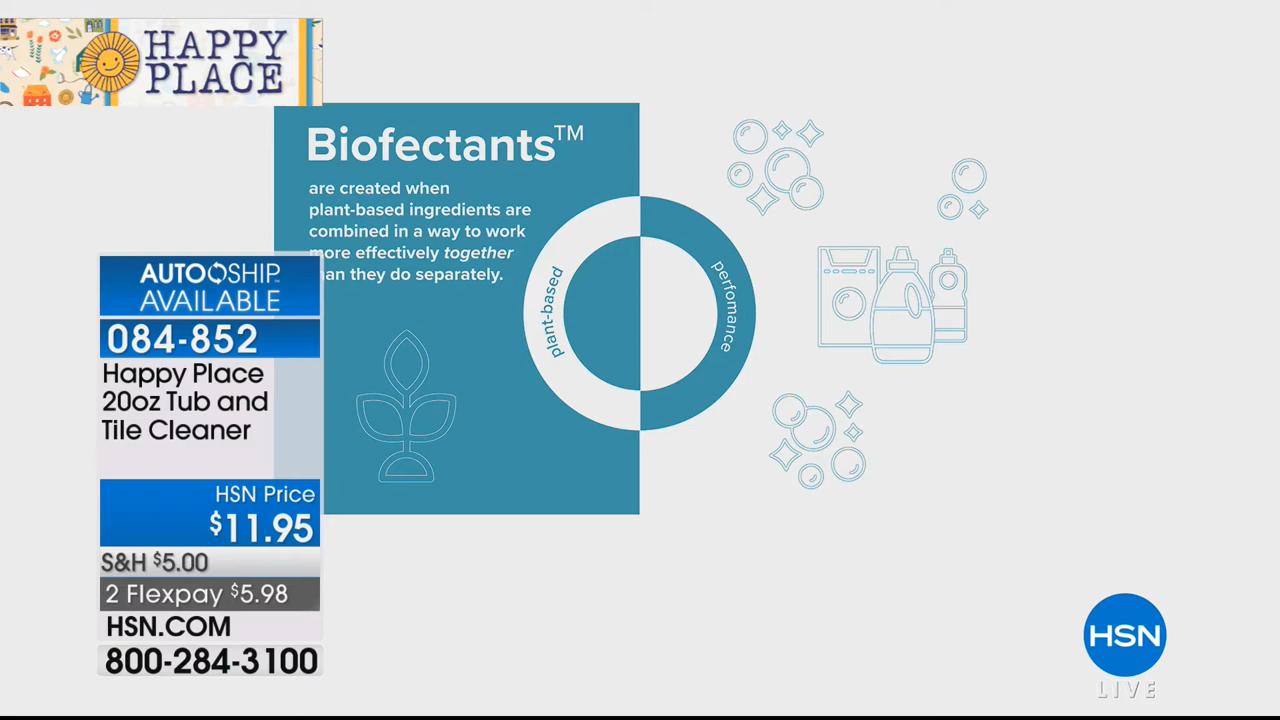 HAPPY
PLACE
Biofectants™
are created when
plant-based ingredients are
combined in a way to work
more effectively together
than they do separately.
plant-based
perfomance
AUTOSHIP™
AVAILABLE
084-852
Happy Place
20oz Tub and
Tile Cleaner
HSN Price
$11.95
S&H $5.00
2 Flexpay $5.98
HSN.COM
800-284-3100
HSN
LIVE